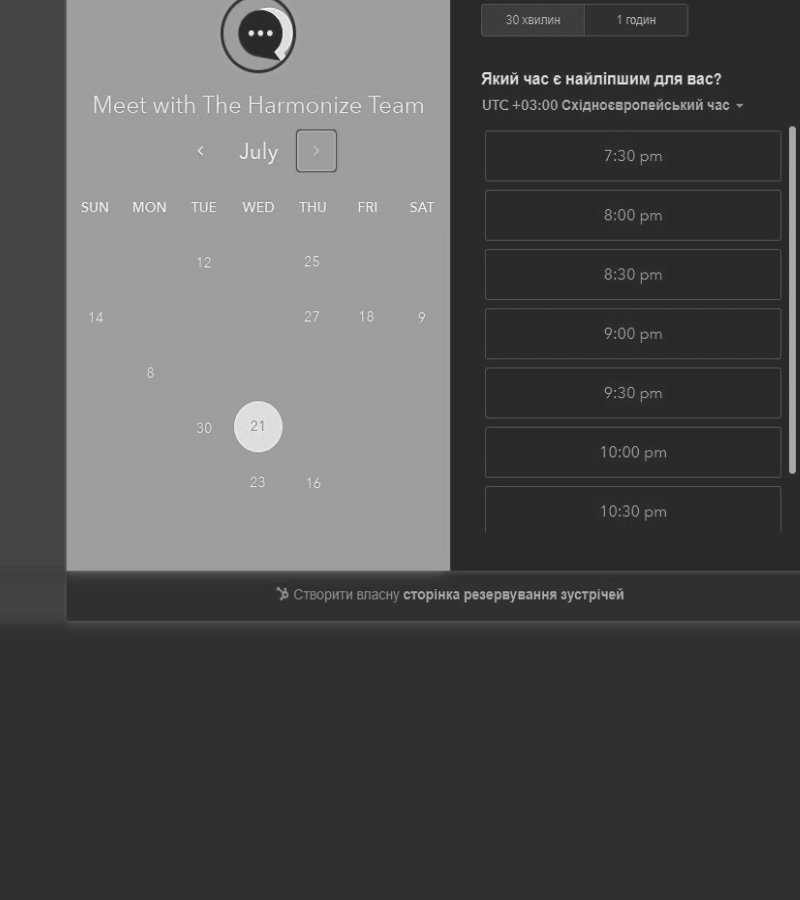 Meet with The Harmonize Team
July
SUN MON TUE WED THU FRI SAT
12 25
14 27 18 9
8
30 21
23 16
30 хвилин 1 годин
Який час є найліпшим для вас?
UTC +03:00 Східноєвропейський час
7:30 pm
8:00 pm
8:30 pm
9:00 pm
9:30 pm
10:00 pm
10:30 pm
Створити власну сторінка резервування зустрічей